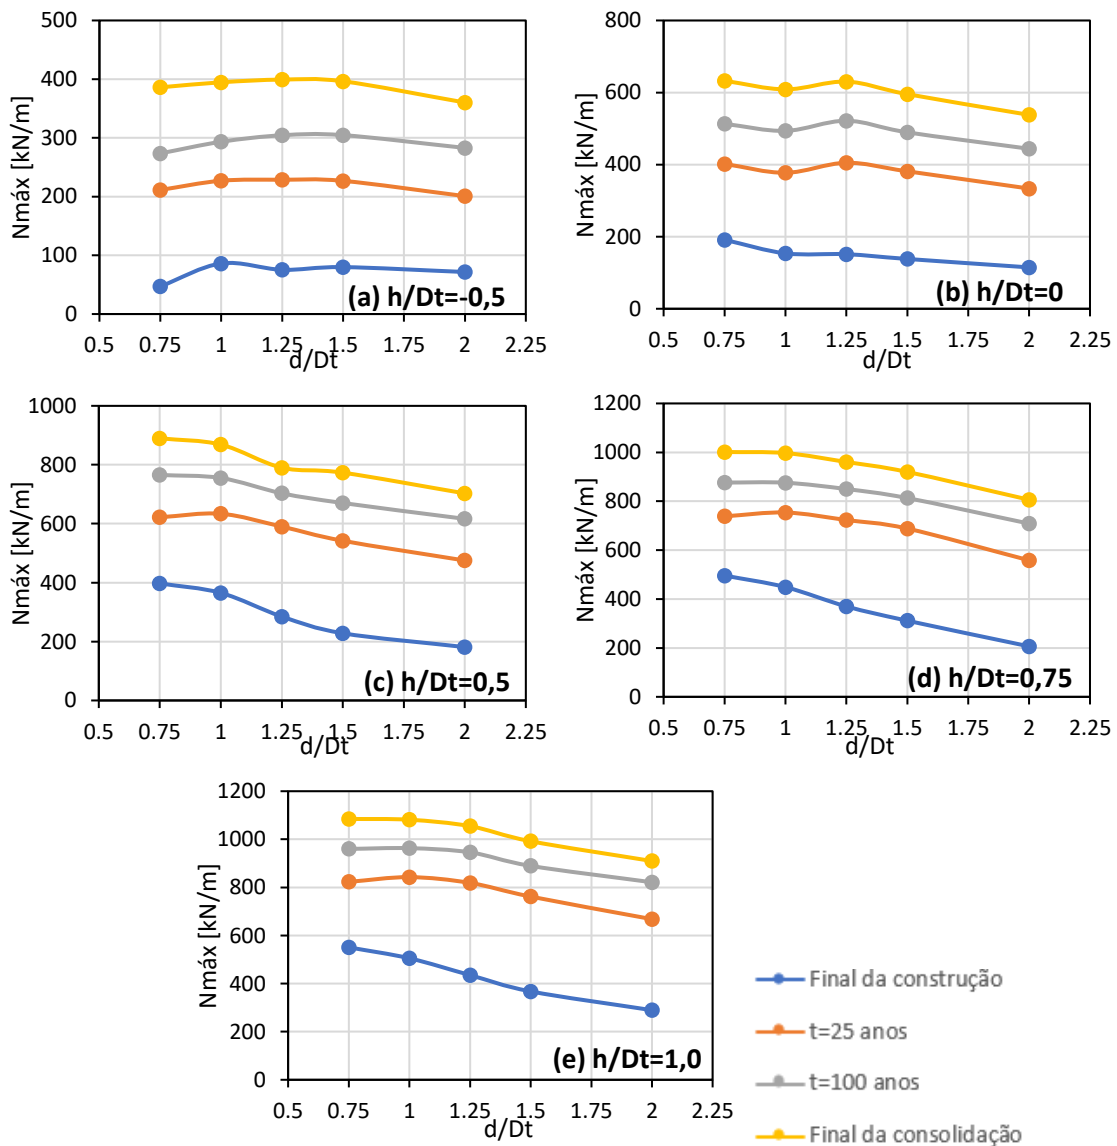 500
400
300
200
100
0
Nmáx [kN/m]
(a) h/Dt=-0,5
0.5 0.75 1 1.25 1.5 1.75 2 2.25
d/Dt
800
600
400
200
0
Nmáx [kN/m]
(b) h/Dt=0
0.5 0.75 1 1.25 1.5 1.75 2 2.25
d/Dt
1000
800
600
400
200
0
Nmáx [kN/m]
(c) h/Dt=0,5
0.5 0.75 1 1.25 1.5 1.75 2 2.25
d/Dt
1200
1000
800
600
400
200
0
Nmáx [kN/m]
(d) h/Dt=0,75
0.5 0.75 1 1.25 1.5 1.75 2 2.25
d/Dt
1200
1000
800
600
400
200
0
Nmáx [kN/m]
(e) h/Dt=1,0
0.5 0.75 1 1.25 1.5 1.75 2 2.25
d/Dt
Final da construção
t=25 anos
t=100 anos
Final da consolidação